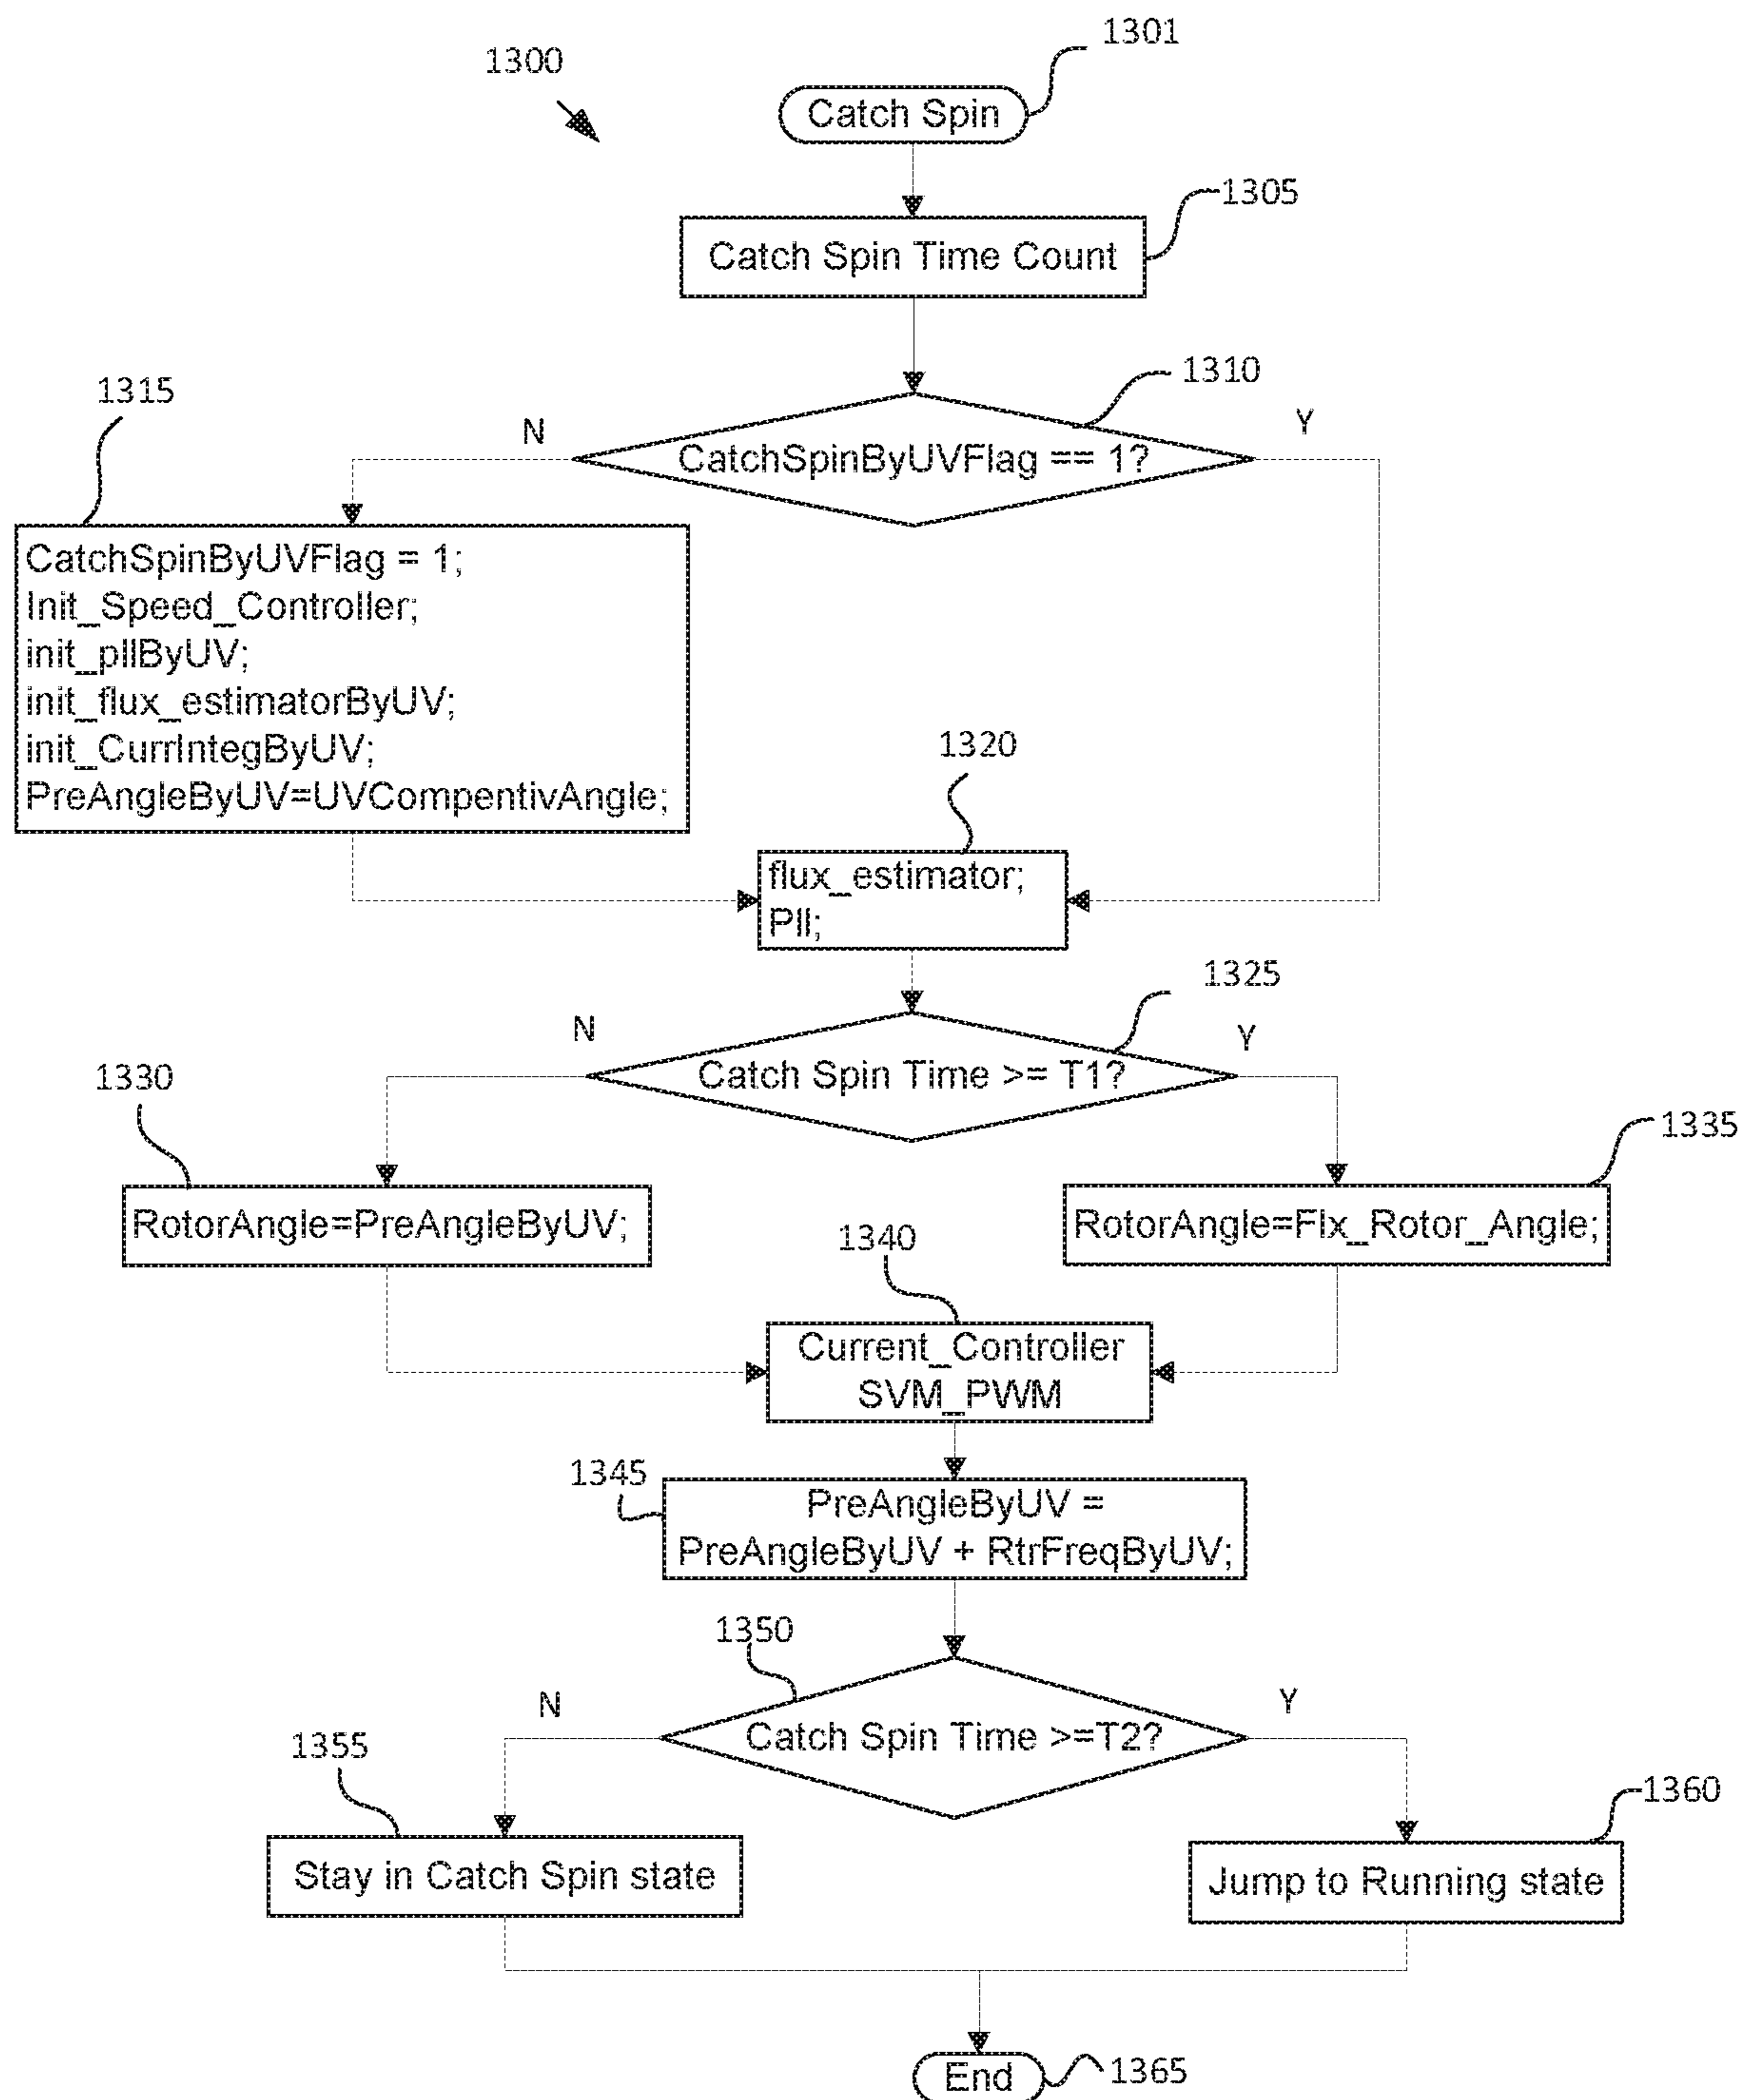 1301
1300
Catch Spin
1305
Catch Spin Time Count
1310
1315
N
Y
CatchSpinByUVFlag == 1?
CatchSpinByUVFlag = 1;
Init_Speed_Controller;
init_pllByUV;
init_flux_estimatorByUV;
init_CurrIntegByUV;
PreAngleByUV=UVCompentivAngle;
1320
flux_estimator;
Pll;
1325
N
Y
Catch Spin Time >= T1?
1330
1335
RotorAngle=PreAngleByUV;
RotorAngle=Flx_Rotor_Angle;
1340
Current_Controller
SVM_PWM
1345
PreAngleByUV =
PreAngleByUV + RtrFreqByUV;
1350
N
Y
Catch Spin Time >=T2?
1355
1360
Stay in Catch Spin state
Jump to Running state
End
1365